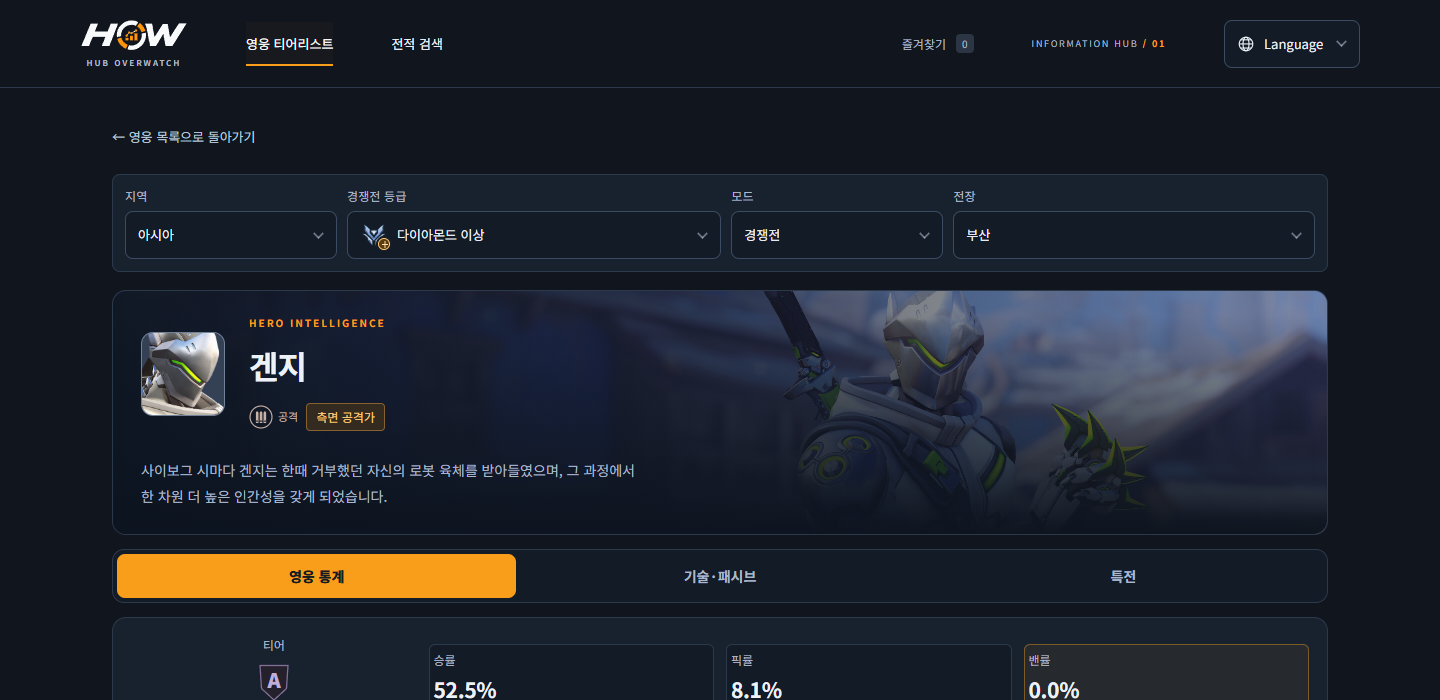 HOW
HUB OVERWATCH
영웅 티어리스트
전적 검색
즐겨찾기 0
INFORMATION HUB / 01
Language
← 영웅 목록으로 돌아가기
지역
경쟁전 등급
모드
전장
아시아
다이아몬드 이상
경쟁전
부산
HERO INTELLIGENCE
겐지
공격
측면 공격가
사이보그 시마다 겐지는 한때 거부했던 자신의 로봇 육체를 받아들였으며, 그 과정에서
한 차원 더 높은 인간성을 갖게 되었습니다.
영웅 통계
기술·패시브
특전
티어
A
승률
52.5%
픽률
8.1%
밴률
0.0%